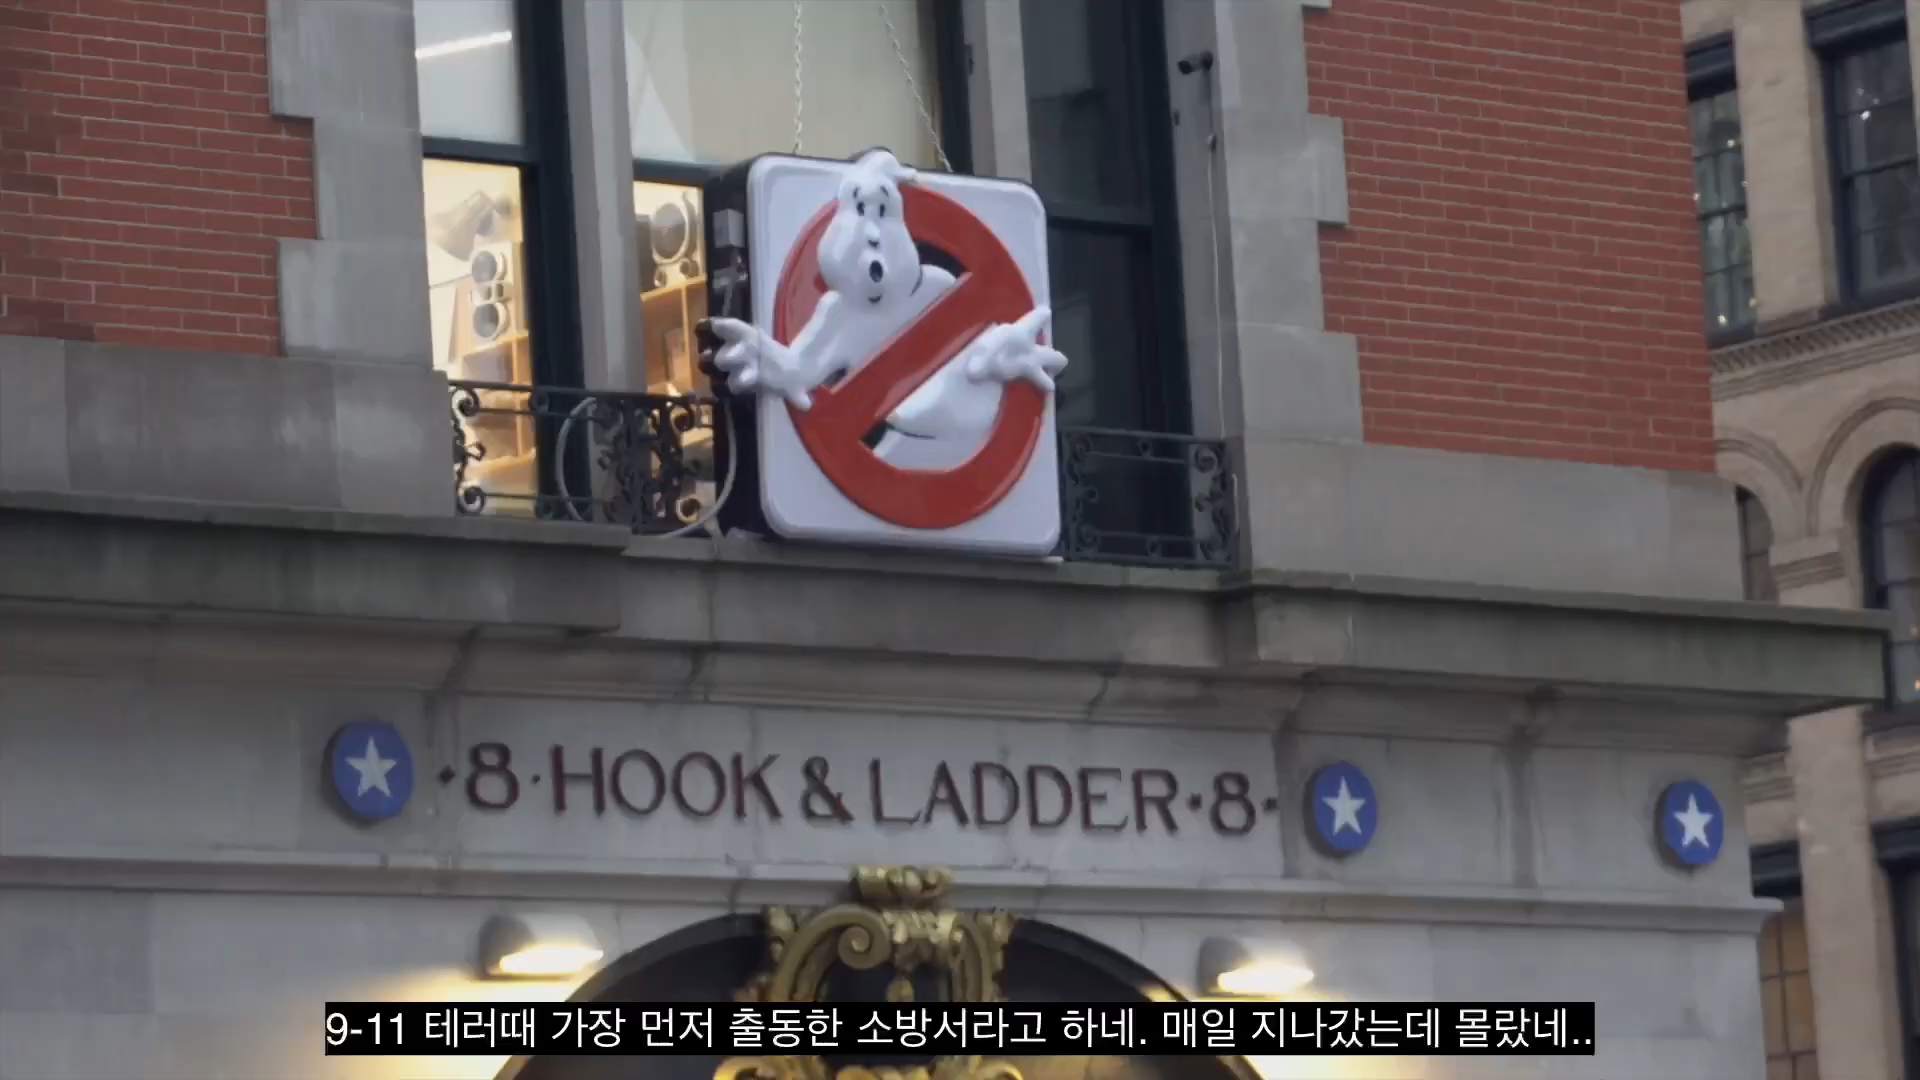 ·8·HOOK & LADDER·8·
9-11 테러때 가장 먼저 출동한 소방서라고 하네. 매일 지나갔는데 몰랐네..